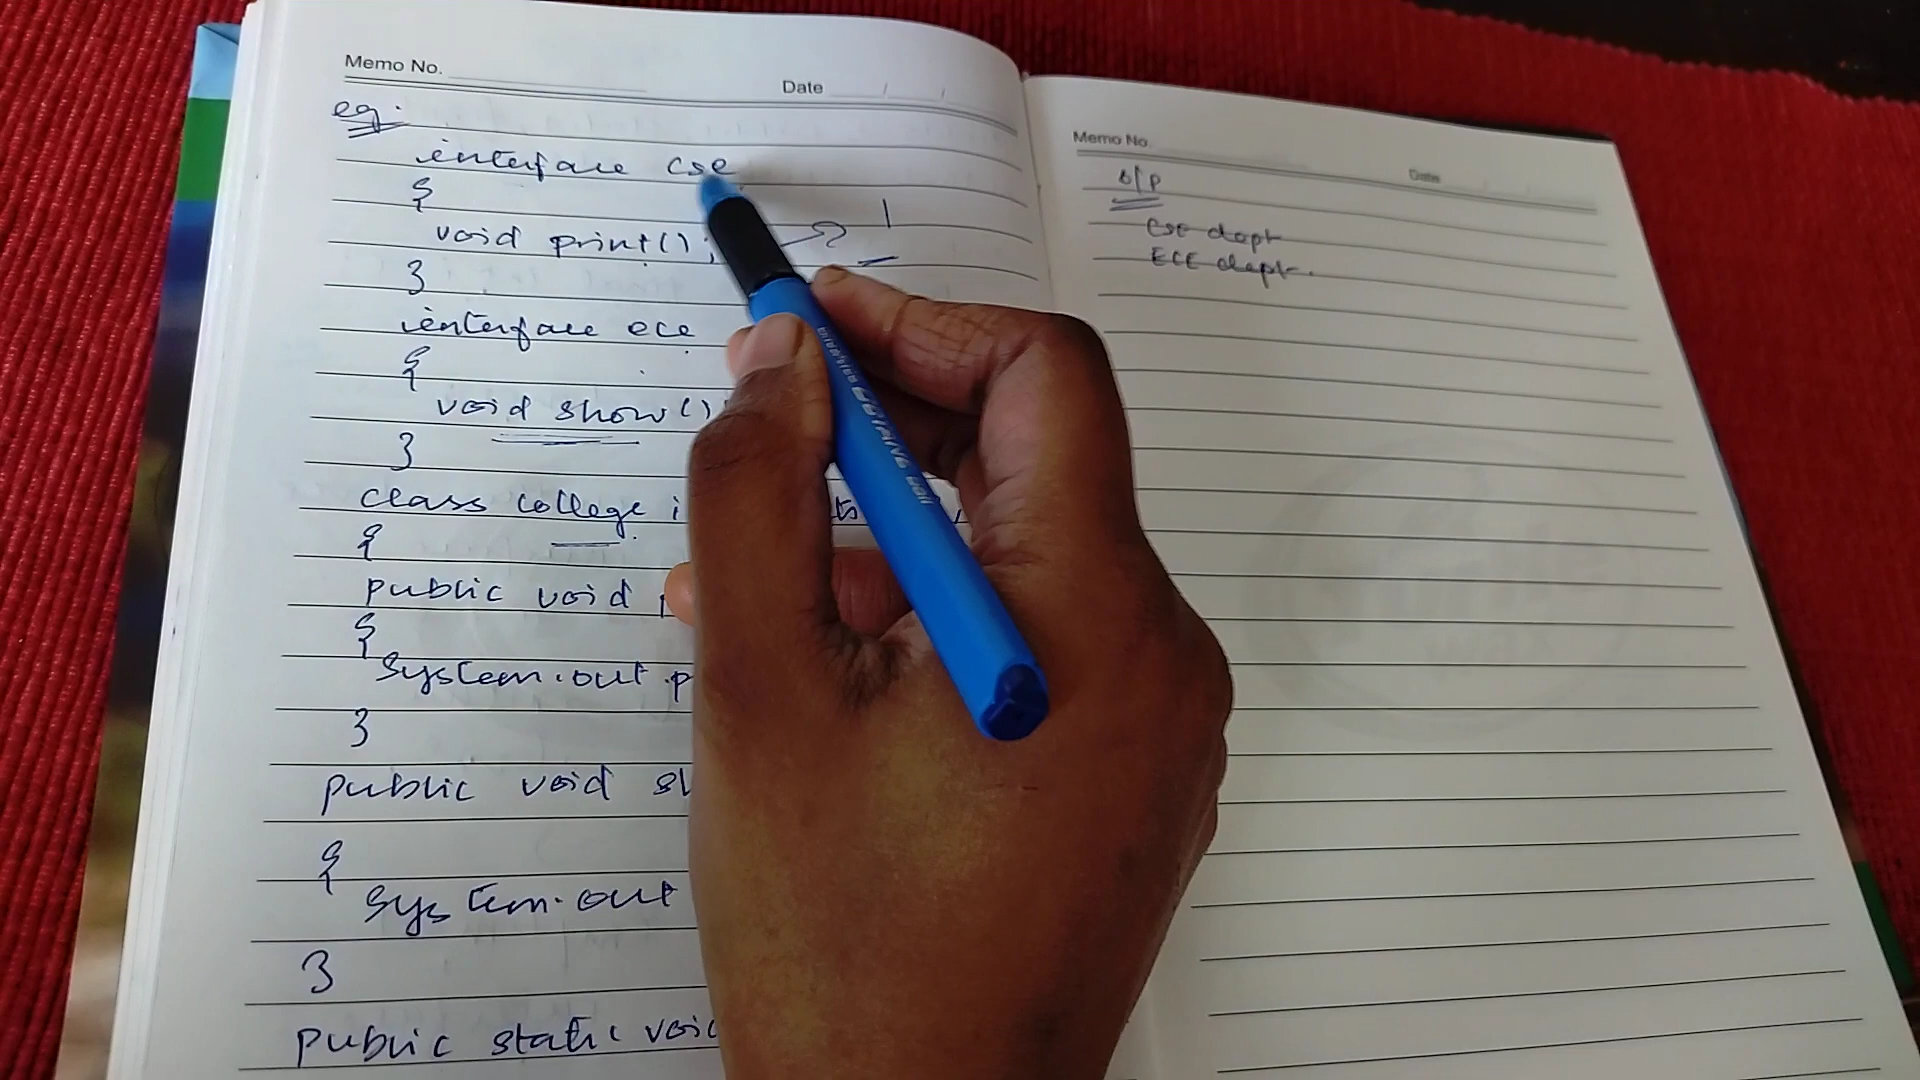 Memo No.
Date
eg:
interface cse
{
void print();
}
interface ece
{
void show()
}
class college i
{
public void p
{
System.out.p
}
public void sh
{
System.out
}
public static void
Memo No.
Date
O/P
CSE dept
ECE dept.